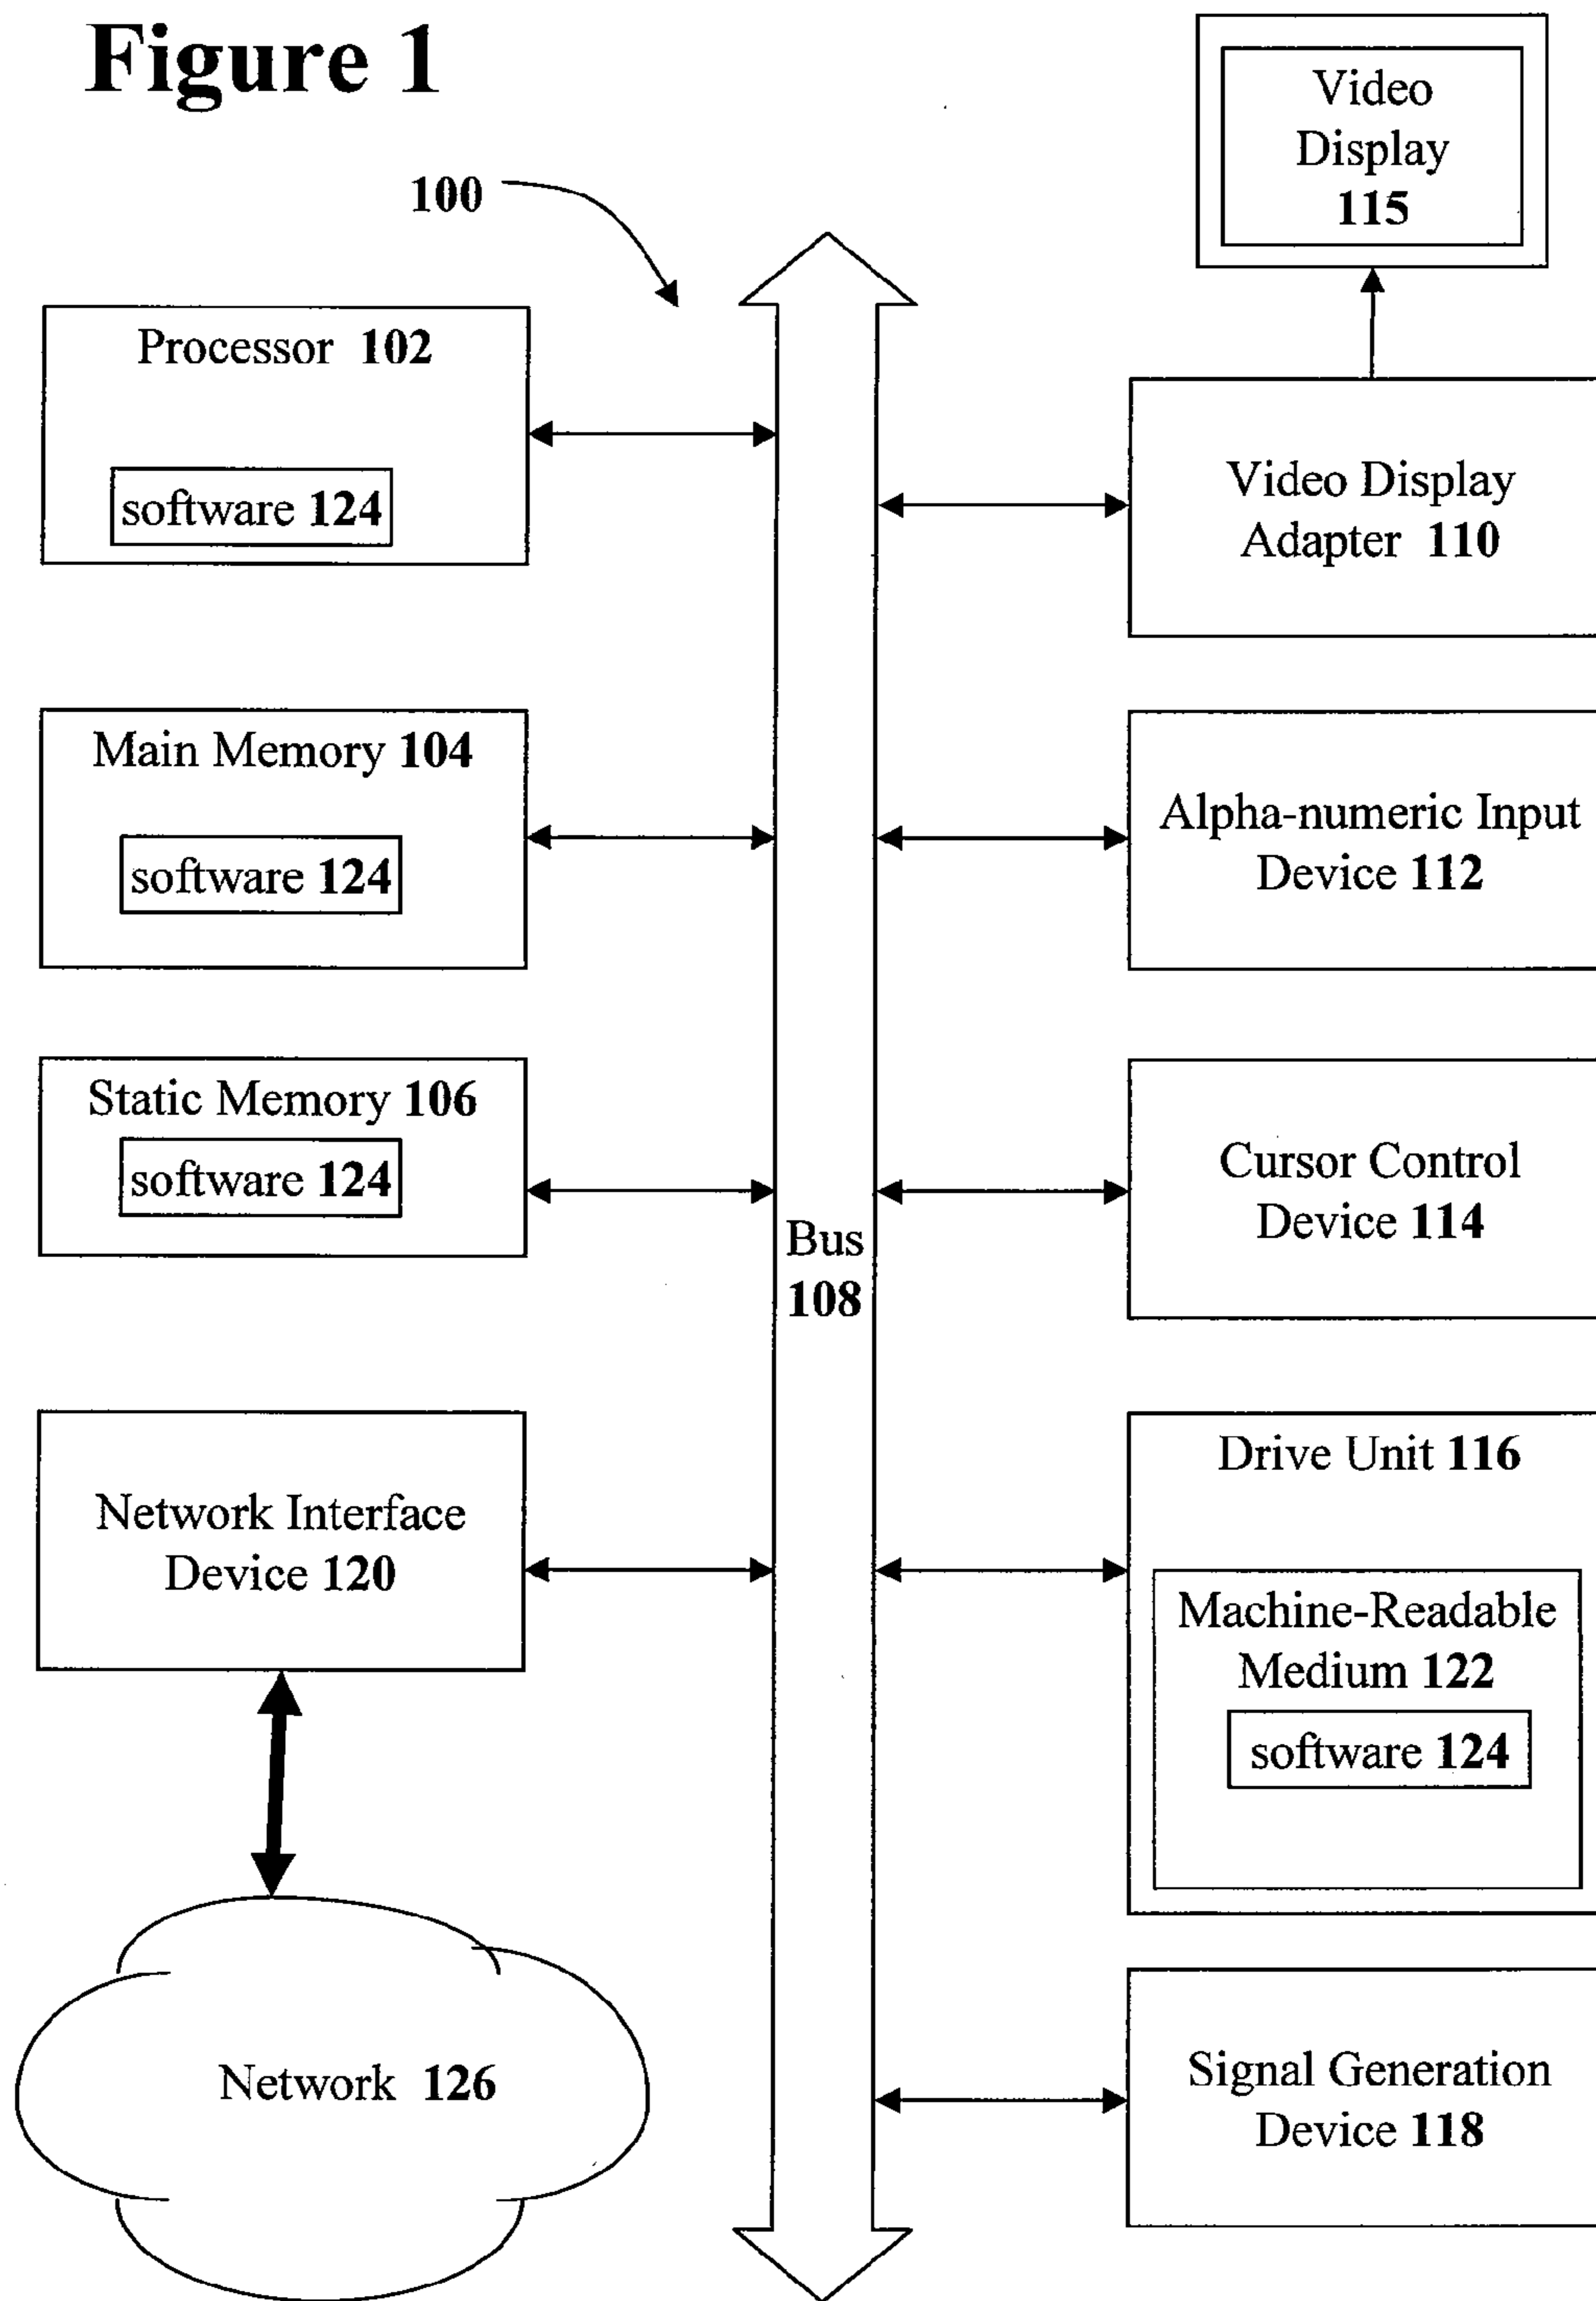 Figure 1
100
Video
Display
115
Processor 102
software 124
Video Display
Adapter 110
Main Memory 104
software 124
Alpha-numeric Input
Device 112
Static Memory 106
software 124
Cursor Control
Device 114
Bus
108
Network Interface
Device 120
Drive Unit 116
Machine-Readable
Medium 122
software 124
Network 126
Signal Generation
Device 118